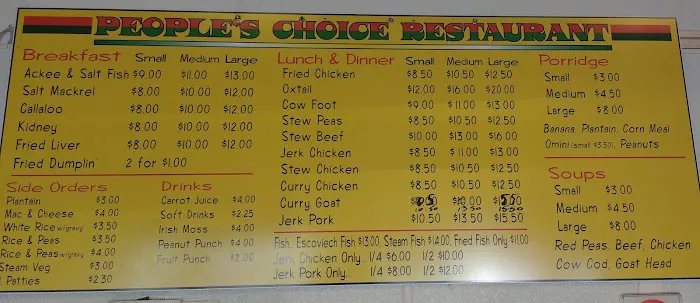 PEOPLE'S CHOICE RESTAURANT
Breakfast Small Medium Large
Ackee & Salt Fish $9.00 $11.00 $13.00
Salt Mackrel $8.00 $10.00 $12.00
Callaloo $8.00 $10.00 $12.00
Kidney $8.00 $10.00 $12.00
Fried Liver $8.00 $10.00 $12.00
Fried Dumplin' 2 for $1.00
Side Orders
Plantain $3.00
Mac & Cheese $4.00
White Rice w/gravy $3.50
Rice & Peas $3.50
Rice & Peas w/gravy $4.00
Steam Veg $3.00
Patties $2.30
Drinks
Carrot Juice $4.00
Soft Drinks $2.25
Irish Moss $4.00
Peanut Punch $4.00
Fruit Punch $2.00
Lunch & Dinner Small Medium Large
Fried Chicken $8.50 $10.50 $12.50
Oxtail $12.00 $16.00 $20.00
Cow Foot $9.00 $11.00 $13.00
Stew Peas $8.50 $10.50 $12.50
Stew Beef $10.00 $13.00 $16.00
Jerk Chicken $8.50 $11.00 $13.00
Stew Chicken $8.50 $10.50 $12.50
Curry Chicken $8.50 $10.50 $12.50
Curry Goat
Jerk Pork $10.50 $13.50 $15.50
Fish.. Escoviech Fish $13.00, Steam Fish $14.00, Fried Fish Only $11.00
Jerk Chicken Only.. 1/4 $6.00 1/2 $10.00
Jerk Pork Only.. 1/4 $8.00 1/2 $12.00
Porridge
Small $3.00
Medium $4.50
Large $8.00
Banana, Plantain, Corn Meal
Omini (small $3.50), Peanuts
Soups
Small $3.00
Medium $4.50
Large $8.00
Red Peas, Beef, Chicken
Cow Cod, Goat Head